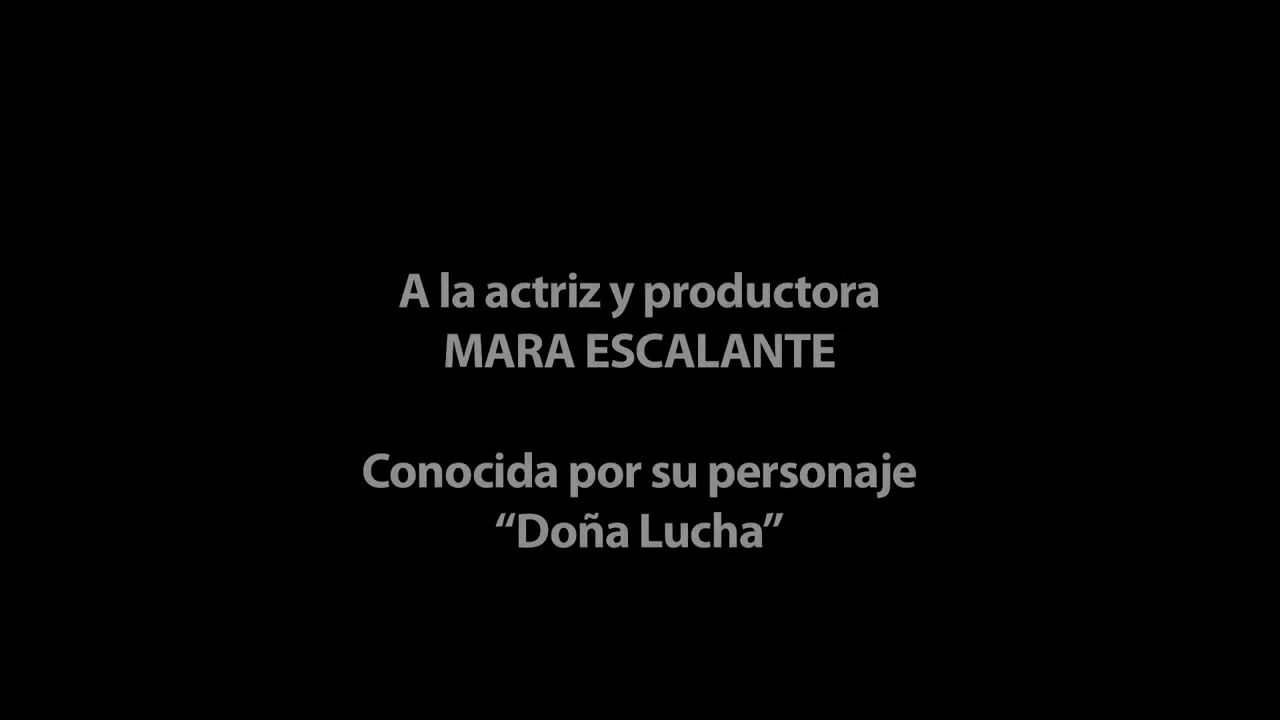 A la actriz y productora
MARA ESCALANTE
Conocida por su personaje
“Doña Lucha”